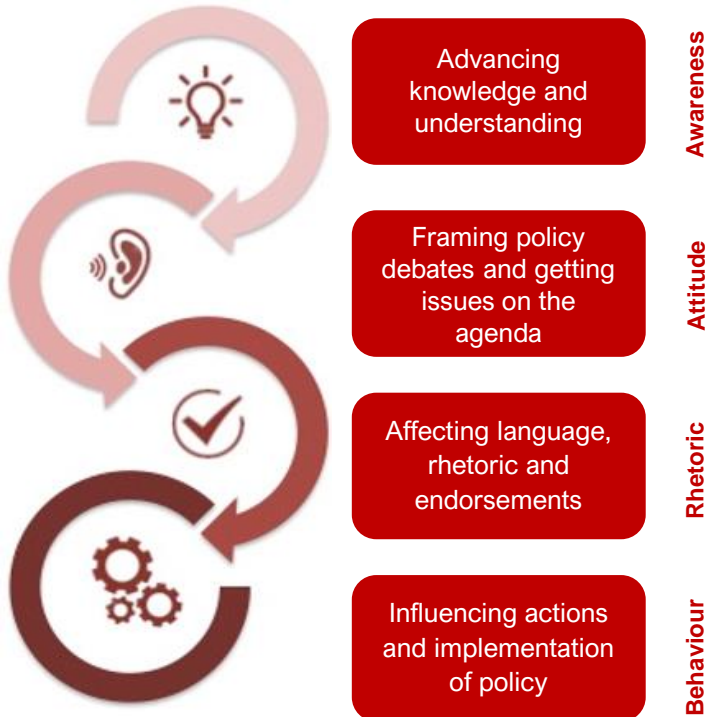 Advancing
knowledge and
understanding
Awareness
Framing policy
debates and getting
issues on the
agenda
Attitude
Affecting language,
rhetoric and
endorsements
Rhetoric
Influencing actions
and implementation
of policy
Behaviour